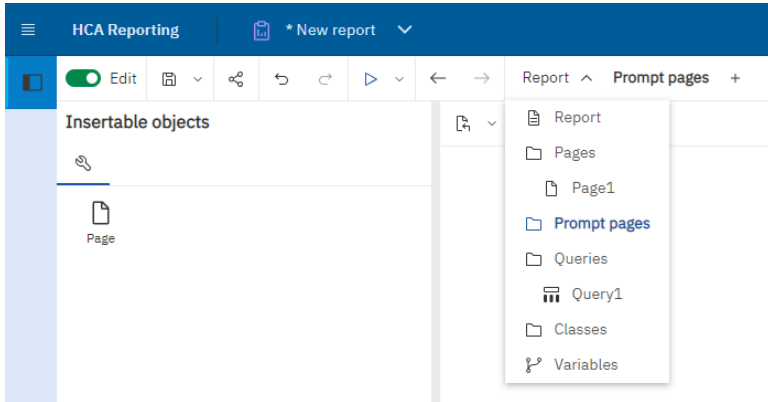 HCA Reporting
* New report
Edit
Report
Prompt pages
+
Insertable objects
Page
Report
Pages
Page1
Prompt pages
Queries
Query1
Classes
Variables